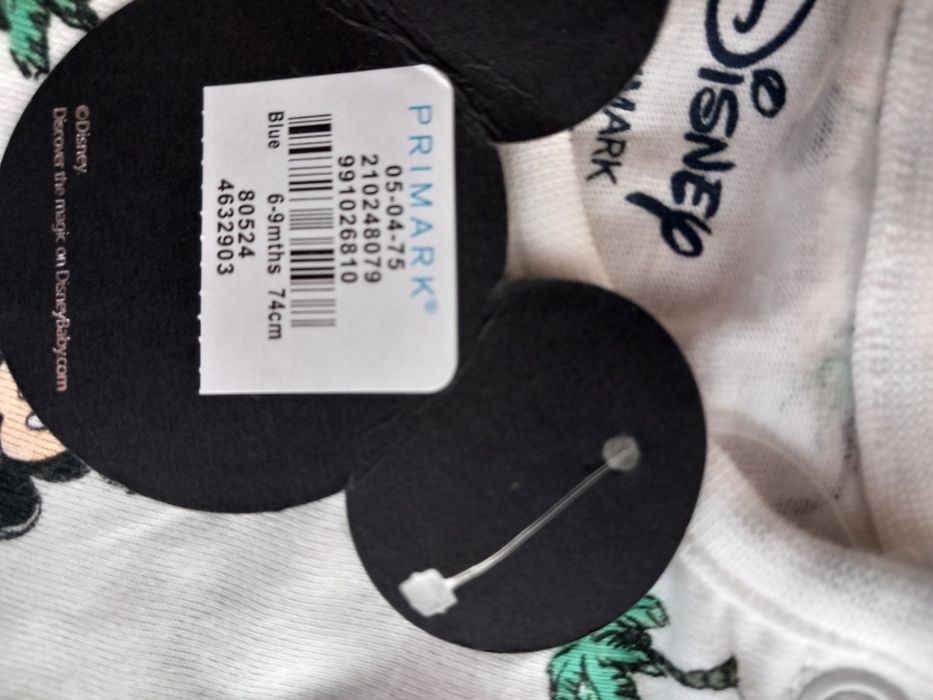 PRIMARK®
05-04-75
210248079
991026810
Blue 6-9mths 74cm
80524
4632903
©Disney
Discover the magic on DisneyBaby.com
Disney